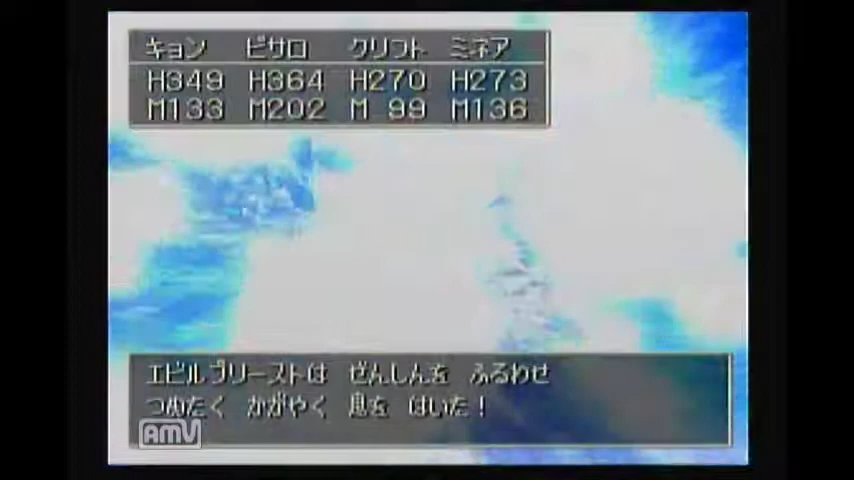 キョン ピサロ クリフト ミネア
H349 H364 H270 H273
M133 M202 M 99 M136
エビルプリーストは ぜんしんを ふるわせ
つめたく かがやく 息を はいた！
AMV